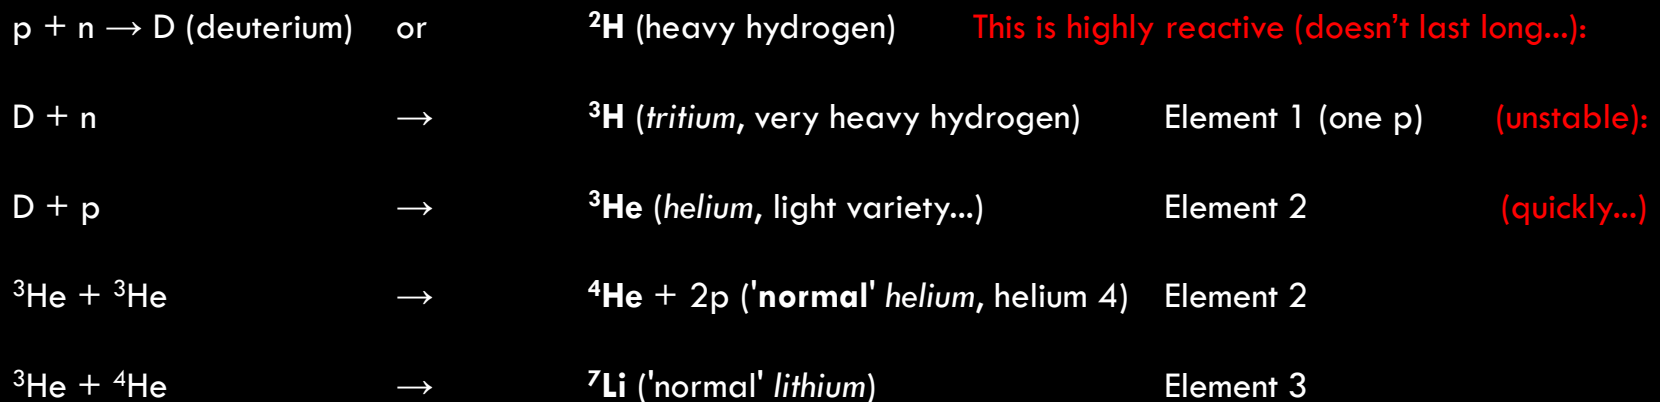 p + n → D (deuterium) or ²H (heavy hydrogen) This is highly reactive (doesn’t last long...):
D + n → ³H (tritium, very heavy hydrogen) Element 1 (one p) (unstable):
D + p → ³He (helium, light variety...) Element 2 (quickly...)
³He + ³He → ⁴He + 2p ('normal' helium, helium 4) Element 2
³He + ⁴He → ⁷Li ('normal' lithium) Element 3